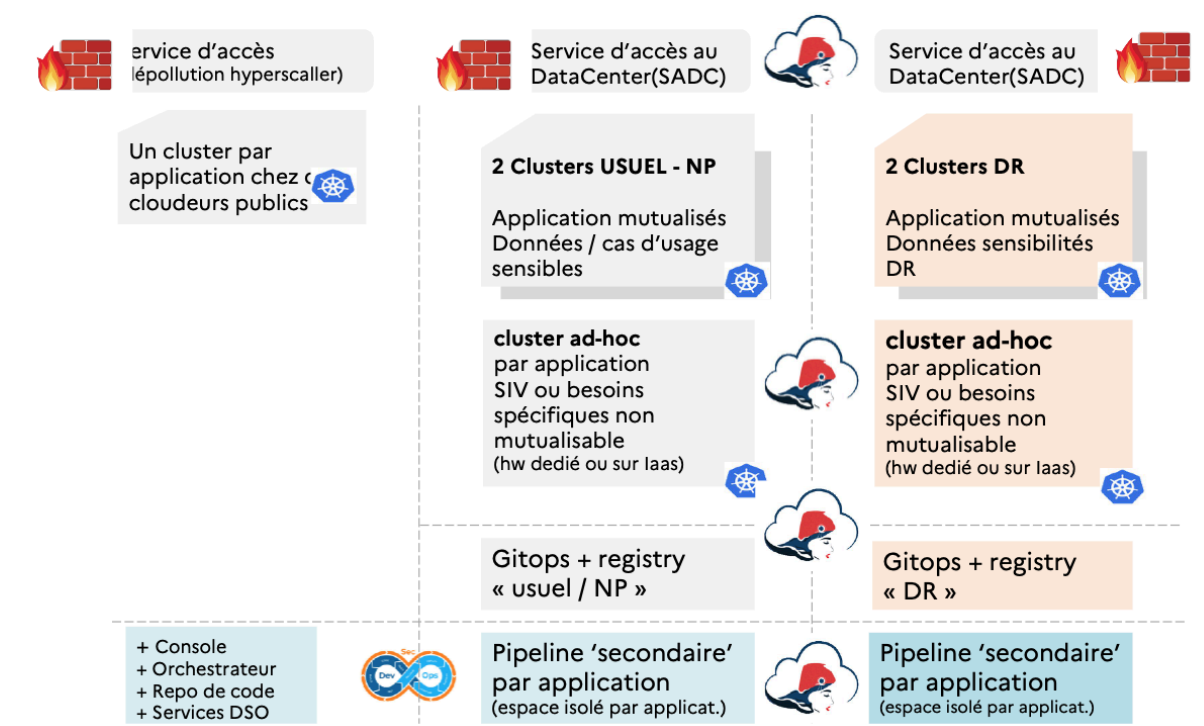 ervice d'accès
dépollution hyperscaller)
Service d'accès au
DataCenter(SADC)
Service d'accès au
DataCenter(SADC)
Un cluster par
application chez
cloudeurs publics
2 Clusters USUEL - NP
Application mutualisés
Données / cas d'usage
sensibles
2 Clusters DR
Application mutualisés
Données sensibilités
DR
cluster ad-hoc
par application
SIV ou besoins
spécifiques non
mutualisable
(hw dedié ou sur Iaas)
cluster ad-hoc
par application
SIV ou besoins
spécifiques non
mutualisable
(hw dedié ou sur Iaas)
Gitops + registry
« usuel / NP »
Gitops + registry
« DR »
+ Console
+ Orchestrateur
+ Repo de code
+ Services DSO
Sec
Dev
Ops
Pipeline ‘secondaire’
par application
(espace isolé par applicat.)
Pipeline ‘secondaire’
par application
(espace isolé par applicat.)